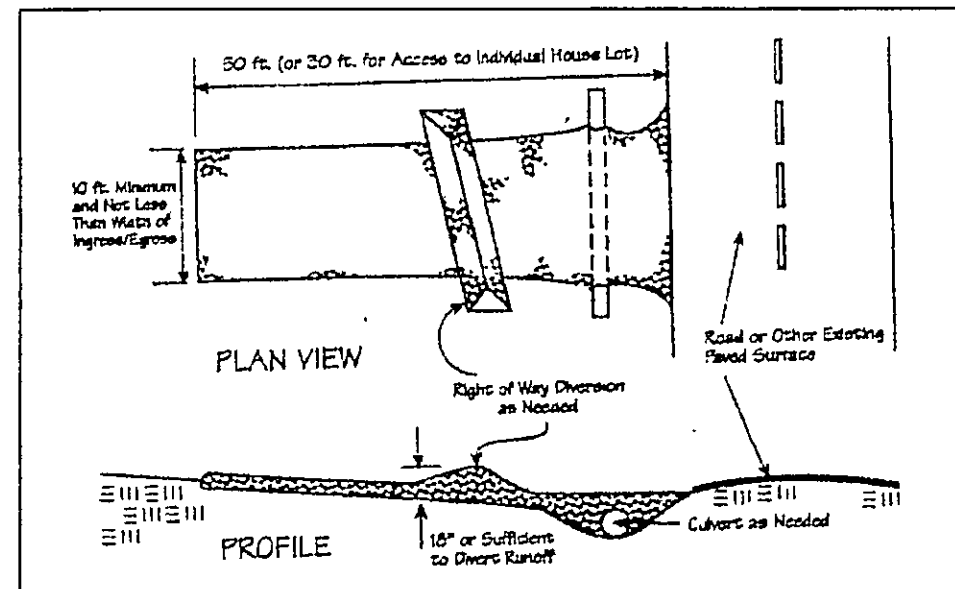 50 ft. (or 30 ft. for Access to Individual House Lot)
10 ft. Minimum
and Not Less
Than Width of
Ingress/Egress
PLAN VIEW
Right of Way Diversion
as Needed
Road or Other Existing
Paved Surface
18" or Sufficient
to Divert Runoff
Culvert as Needed
PROFILE